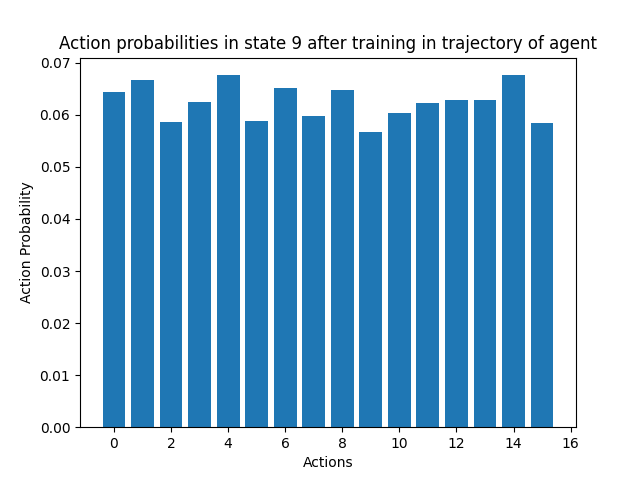 Action probabilities in state 9 after training in trajectory of agent
0.07
0.06
0.05
0.04
0.03
0.02
0.01
0.00
Action Probability
0 2 4 6 8 10 12 14 16
Actions